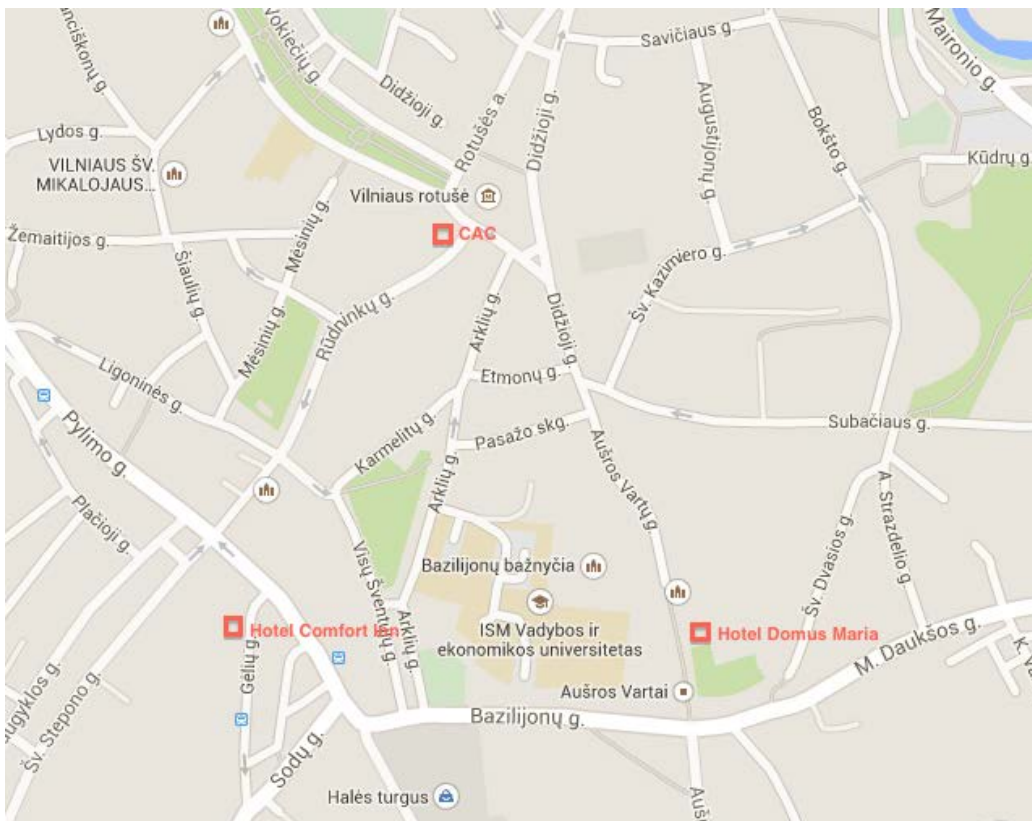 Pranciškonų g.
Vokiečių g.
Didžioji g.
Rotušės a.
Didžioji g.
Savičiaus g.
Augustijonų g.
Bokšto g.
Maironio g.
Kūdrų g.
Lydos g.
VILNIAUS ŠV.
MIKALOJAUS...
Vilniaus rotušė
CAC
Žemaitijos g.
Šiaulių g.
Mėsinių g.
Mėsinių g.
Rūdninkų g.
Arklių g.
Didžioji g.
Šv. Kazimiero g.
Ligoninės g.
Etmonų g.
Pylimo g.
Karmelitų g.
Pasažo skg.
Subačiaus g.
Plačioji g.
Arklių g.
Aušros Vartų g.
A. Strazdelio g.
Visų Šventųjų g.
Bazilijonų bažnyčia
Šv. Dvasios g.
Hotel Comfort Inn
Arklių g.
ISM Vadybos ir
ekonomikos universitetas
Hotel Domus Maria
M. Daukšos g.
Gėlių g.
Aušros Vartai
Bazilijonų g.
Šv. Stepono g.
Sodų g.
Halės turgus